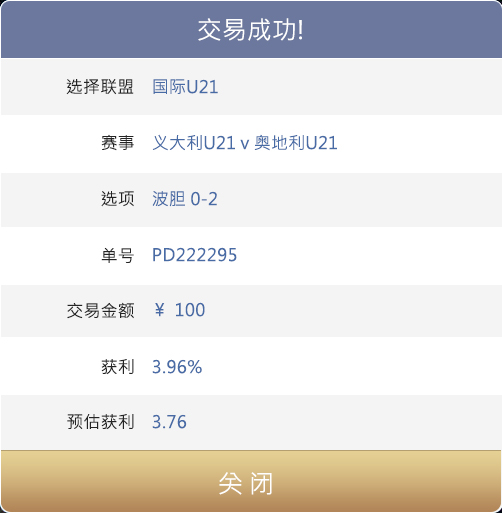 交易成功!
选择联盟 国际U21
赛事 义大利U21 v 奥地利U21
选项 波胆 0-2
单号 PD222295
交易金额 ¥ 100
获利 3.96%
预估获利 3.76
关 闭